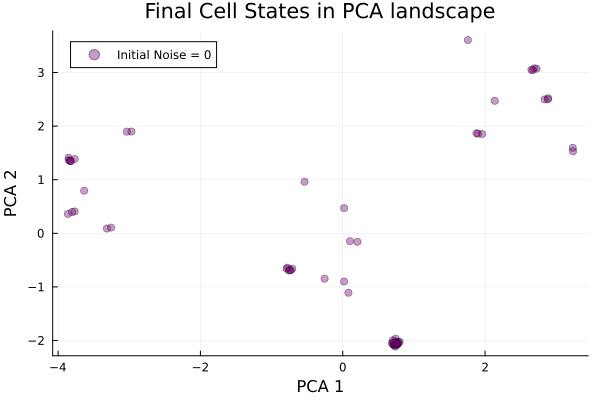 Final Cell States in PCA landscape
Initial Noise = 0
3
2
1
0
−1
−2
PCA 2
−4
−2
0
2
PCA 1